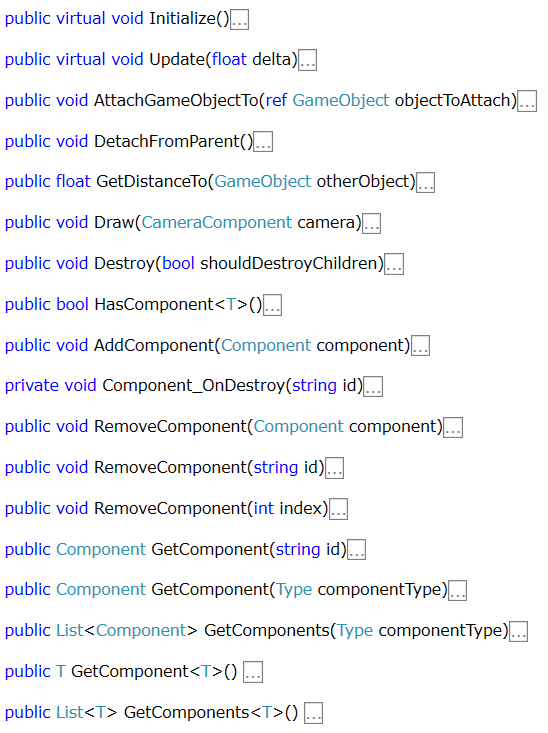 public virtual void Initialize()...
public virtual void Update(float delta)...
public void AttachGameObjectTo(ref GameObject objectToAttach)...
public void DetachFromParent()...
public float GetDistanceTo(GameObject otherObject)...
public void Draw(CameraComponent camera)...
public void Destroy(bool shouldDestroyChildren)...
public bool HasComponent<T>()...
public void AddComponent(Component component)...
private void Component_OnDestroy(string id)...
public void RemoveComponent(Component component)...
public void RemoveComponent(string id)...
public void RemoveComponent(int index)...
public Component GetComponent(string id)...
public Component GetComponent(Type componentType)...
public List<Component> GetComponents(Type componentType)...
public T GetComponent<T>() ...
public List<T> GetComponents<T>() ...